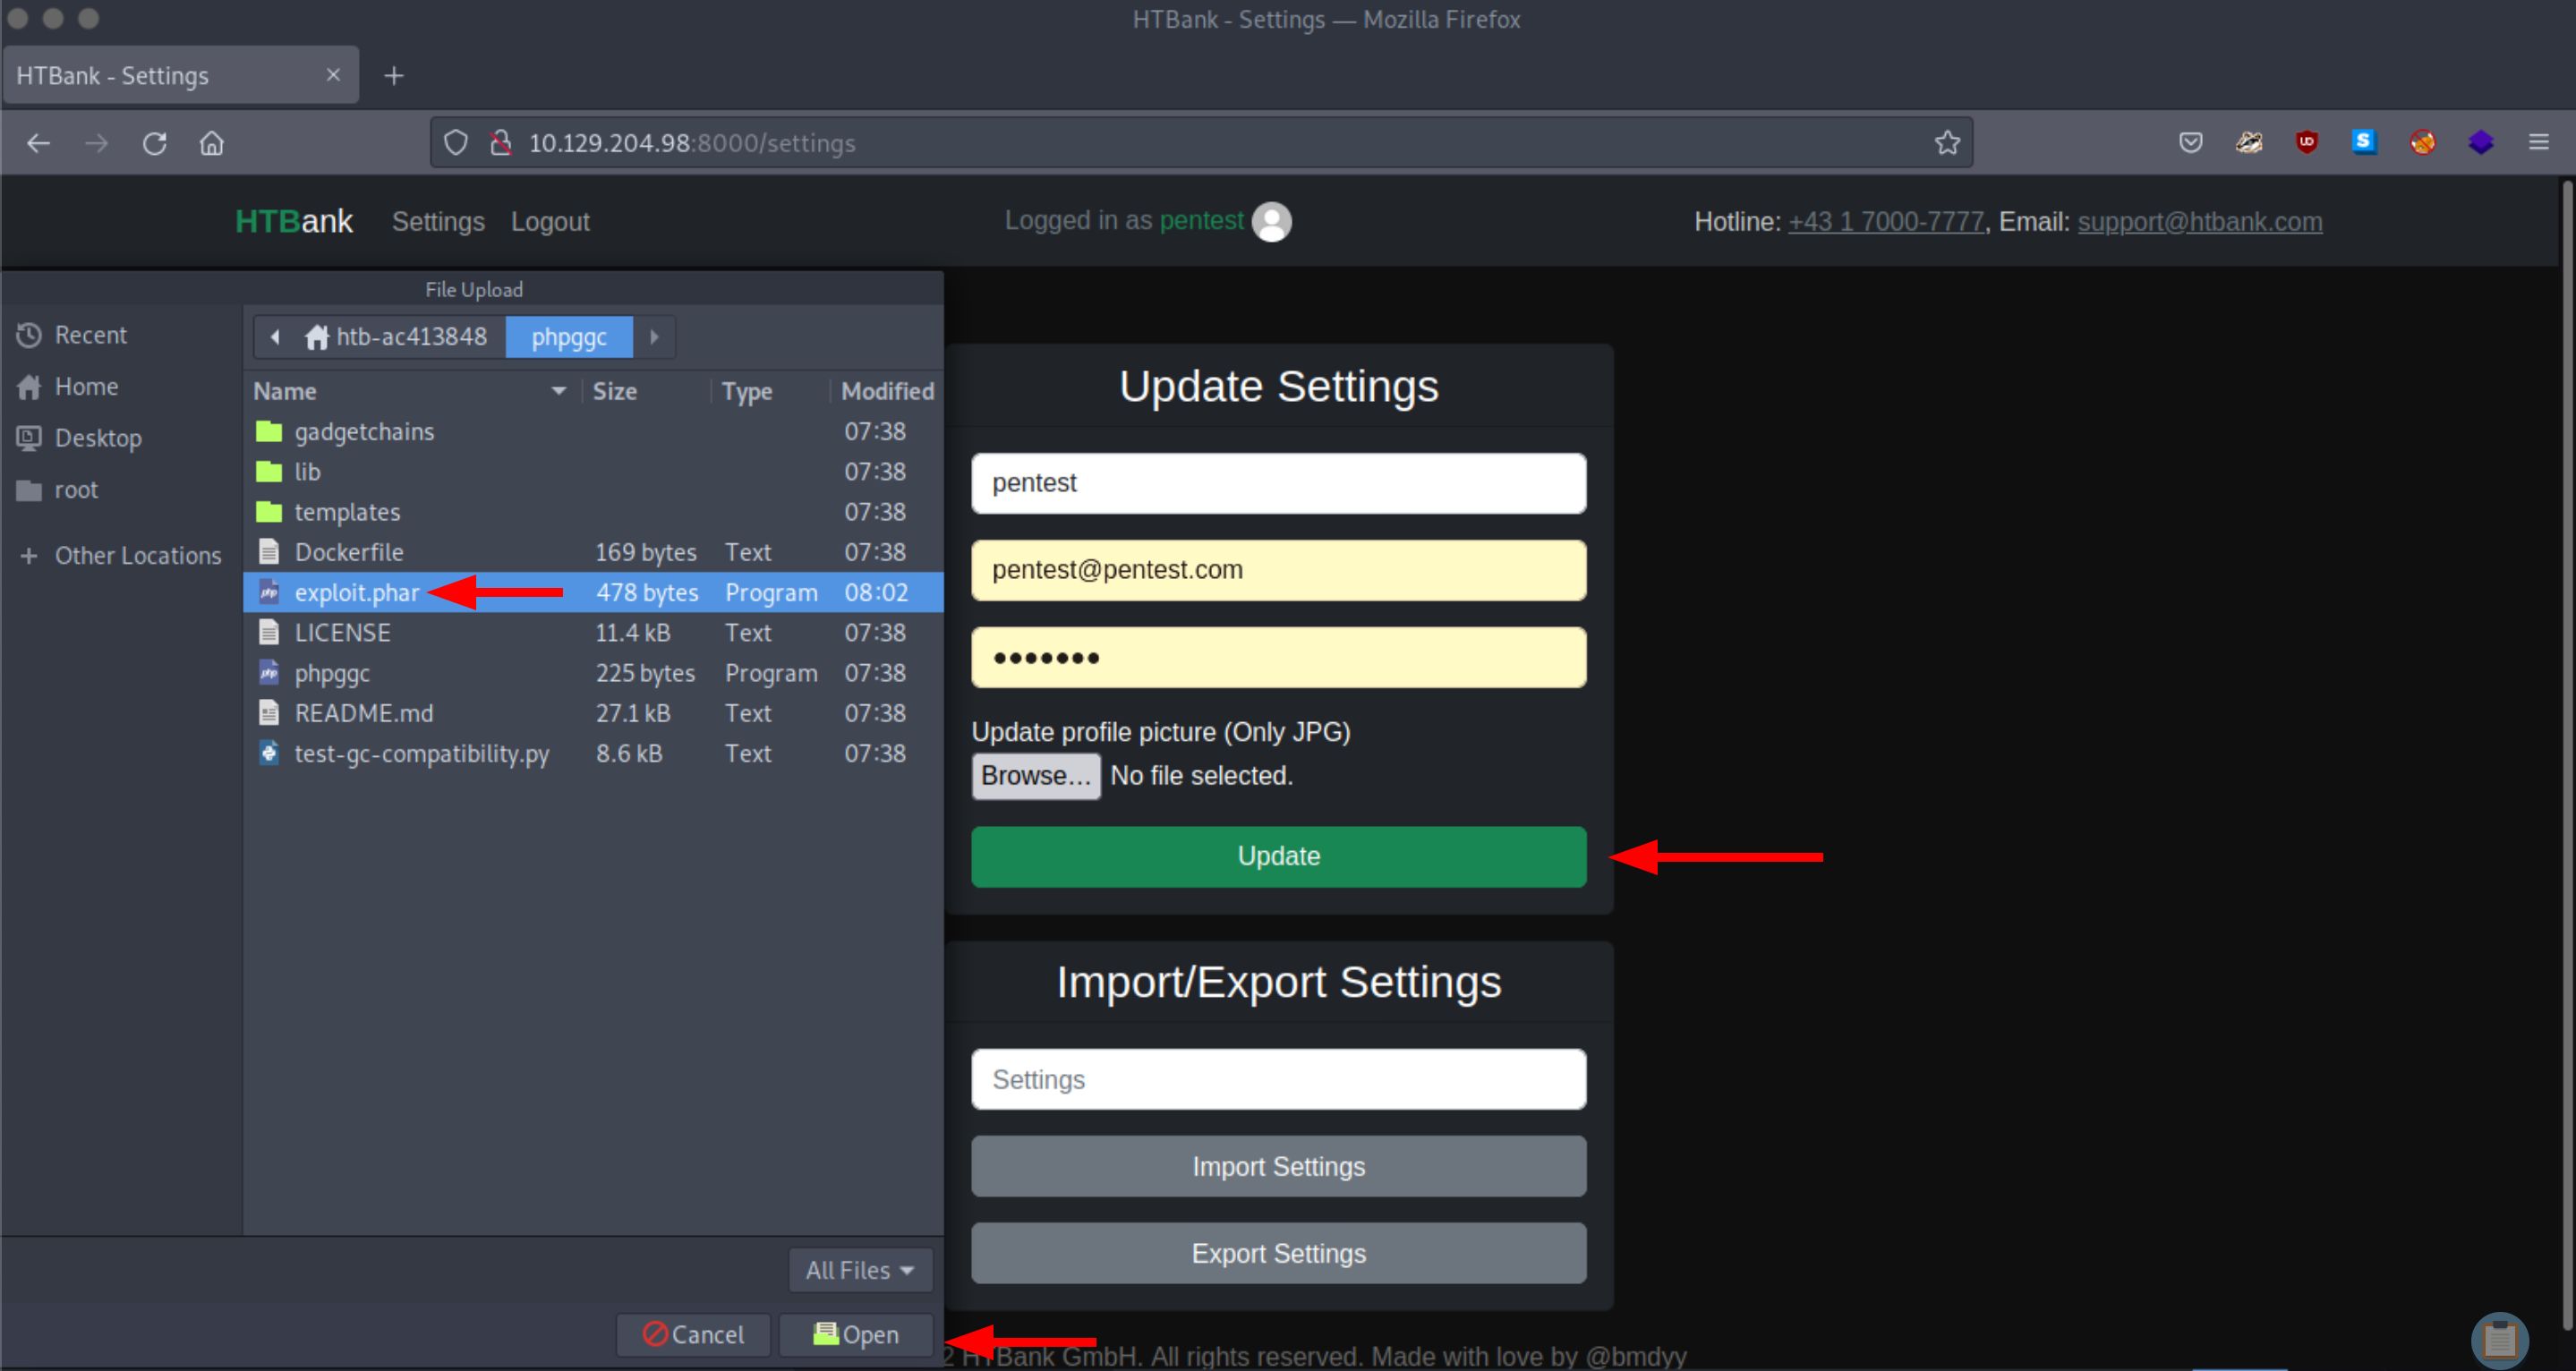 HTBank - Settings — Mozilla Firefox
HTBank - Settings
10.129.204.98:8000/settings
HTBank Settings Logout Logged in as pentest Hotline: +43 1 7000-7777, Email: support@htbank.com
File Upload
Recent
Home
Desktop
root
Other Locations
htb-ac413848 phpggc
Name Size Type Modified
gadgetchains 07:38
lib 07:38
templates 07:38
Dockerfile 169 bytes Text 07:38
exploit.phar 478 bytes Program 08:02
LICENSE 11.4 kB Text 07:38
phpggc 225 bytes Program 07:38
README.md 27.1 kB Text 07:38
test-gc-compatibility.py 8.6 kB Text 07:38
All Files
Cancel Open
Update Settings
pentest
pentest@pentest.com
•••••••
Update profile picture (Only JPG)
Browse... No file selected.
Update
Import/Export Settings
Settings
Import Settings
Export Settings
2 HTBank GmbH. All rights reserved. Made with love by @bmdyy